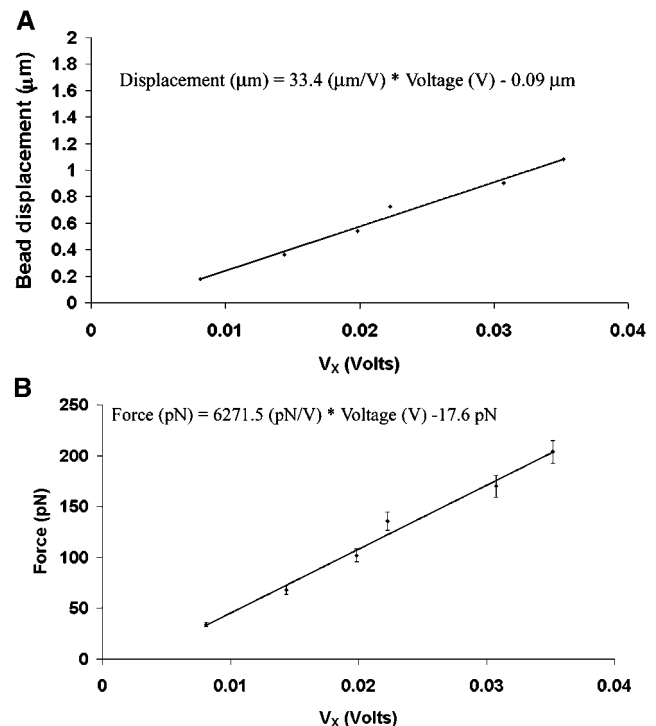 A
Bead displacement (µm)
2
1.8
1.6
1.4
1.2
1
0.8
0.6
0.4
0.2
0
Displacement (µm) = 33.4 (µm/V) * Voltage (V) - 0.09 µm
0 0.01 0.02 0.03 0.04
VX (Volts)
B
Force (pN)
250
200
150
100
50
0
Force (pN) = 6271.5 (pN/V) * Voltage (V) -17.6 pN
0 0.01 0.02 0.03 0.04
VX (Volts)